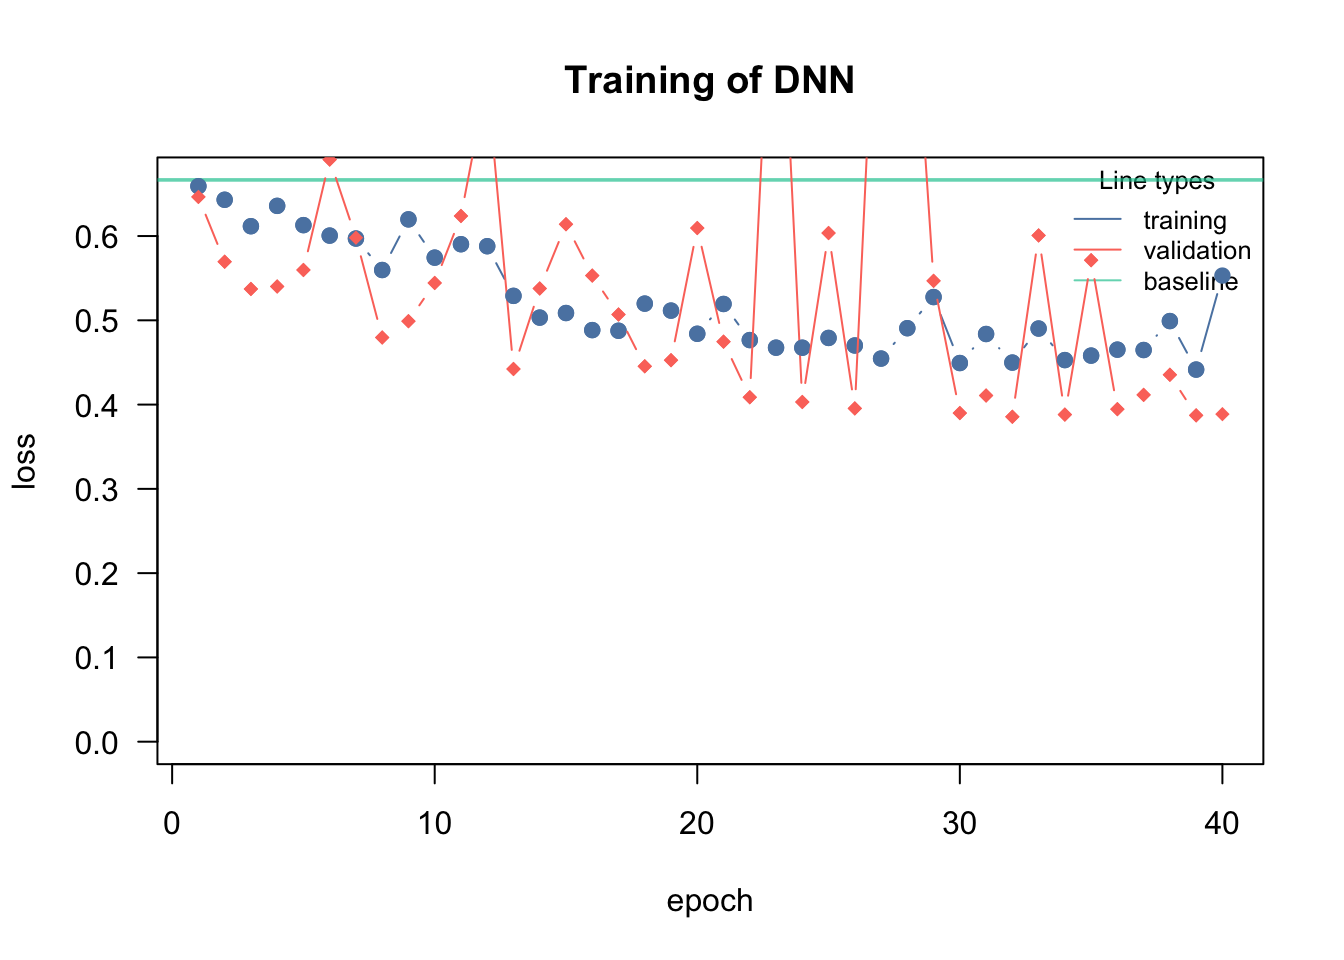 Training of DNN
Line types
training
validation
baseline
0.6
0.5
0.4
0.3
0.2
0.1
0.0
loss
0 10 20 30 40
epoch